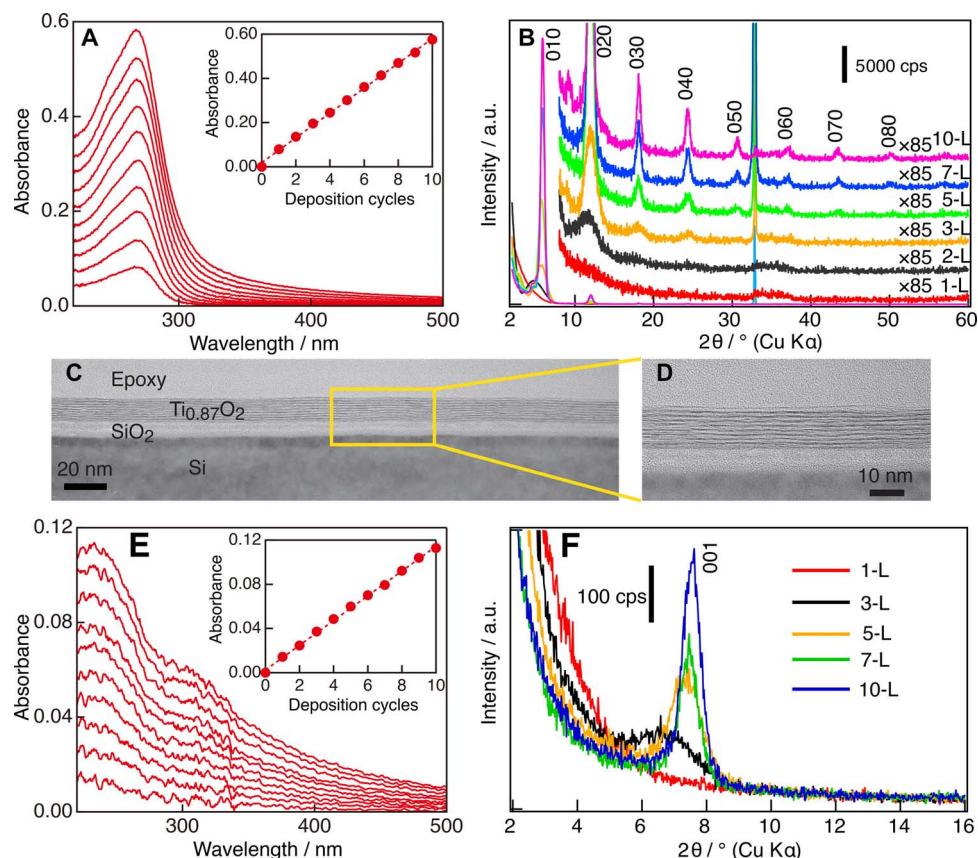 A
0.6
0.4
0.2
0.0
Absorbance
300
400
500
Wavelength / nm
0.60
0.40
0.20
0.00
Absorbance
0 2 4 6 8 10
Deposition cycles
B
010
020
030
040
050
060
070
080
5000 cps
×85 10-L
×85 7-L
×85 5-L
×85 3-L
×85 2-L
×85 1-L
Intensity / a.u.
2 10 20 30 40 50 60
2θ / ° (Cu Kα)
C
Epoxy
Ti0.87O2
SiO2
Si
20 nm
D
10 nm
E
0.12
0.08
0.04
0.00
Absorbance
300
400
500
Wavelength / nm
0.12
0.09
0.06
0.03
0.00
Absorbance
0 2 4 6 8 10
Deposition cycles
F
001
100 cps
1-L
3-L
5-L
7-L
10-L
Intensity / a.u.
2 4 6 8 10 12 14 16
2θ / ° (Cu Kα)